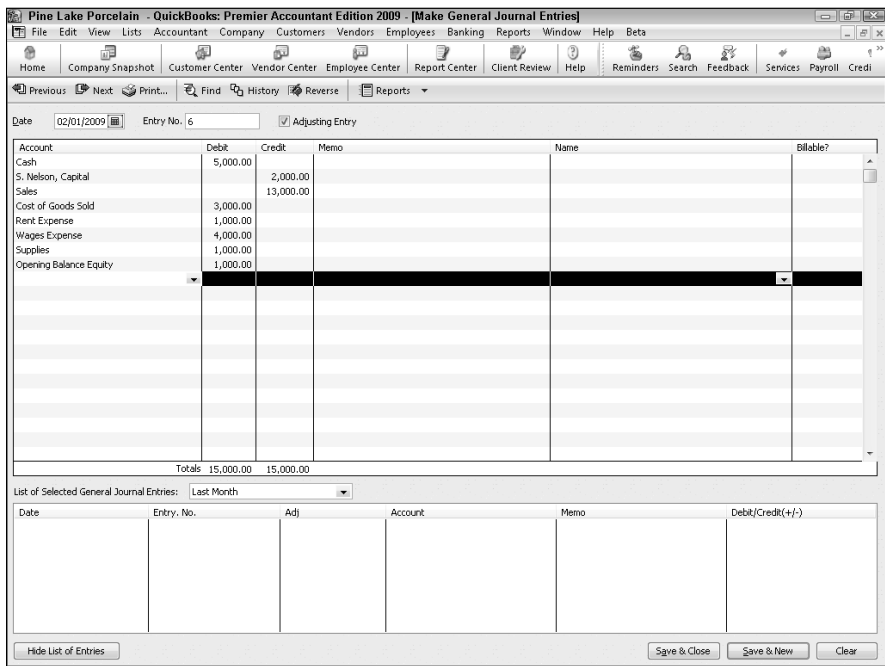 Pine Lake Porcelain - QuickBooks: Premier Accountant Edition 2009 - [Make General Journal Entries]
File Edit View Lists Accountant Company Customers Vendors Employees Banking Reports Window Help Beta
Home Company Snapshot Customer Center Vendor Center Employee Center Report Center Client Review Help Reminders Search Feedback Services Payroll Credi
Previous Next Print... Find History Reverse Reports
Date 02/01/2009 Entry No. 6 Adjusting Entry
Account Debit Credit Memo Name Billable?
Cash 5,000.00
S. Nelson, Capital 2,000.00
Sales 13,000.00
Cost of Goods Sold 3,000.00
Rent Expense 1,000.00
Wages Expense 4,000.00
Supplies 1,000.00
Opening Balance Equity 1,000.00
Totals 15,000.00 15,000.00
List of Selected General Journal Entries: Last Month
Date Entry. No. Adj Account Memo Debit/Credit(+/-)
Hide List of Entries Save & Close Save & New Clear